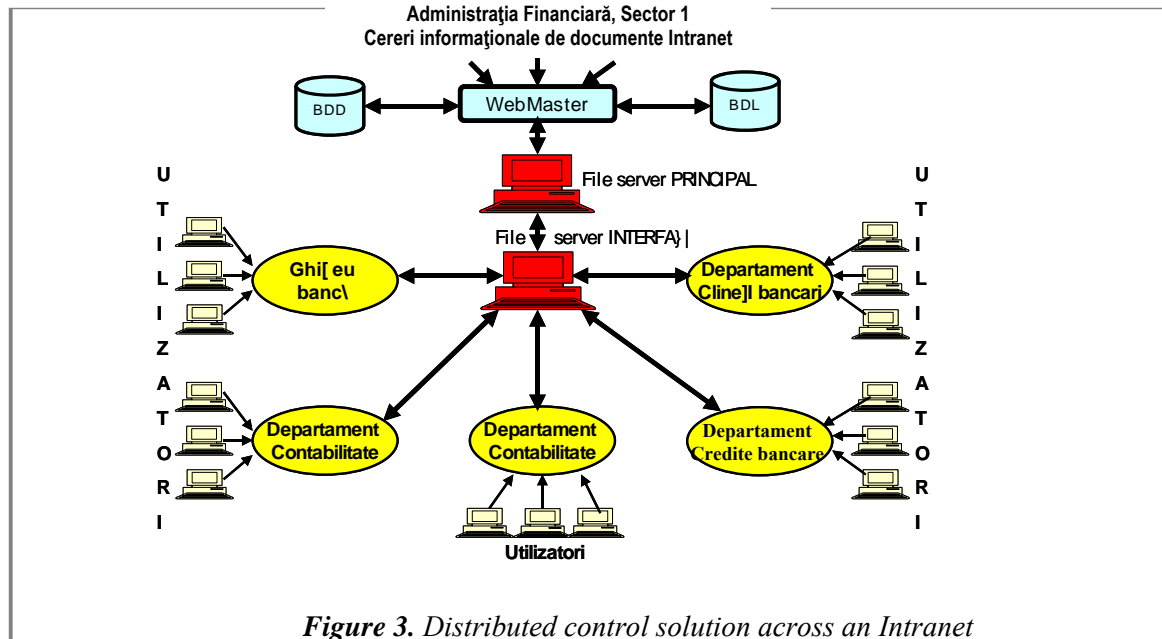 Administraţia Financiară, Sector 1
Cereri informaţionale de documente Intranet
BDD
WebMaster
BDL
File server PRINCIPAL
File server INTERFA} |
U
T
I
L
I
Z
A
T
O
R
I
Ghi[ eu
banc\
Departament
Cline]I bancari
U
T
I
L
I
Z
A
T
O
R
I
Departament
Contabilitate
Departament
Contabilitate
Departament
Credite bancare
Utilizatori
Figure 3. Distributed control solution across an Intranet